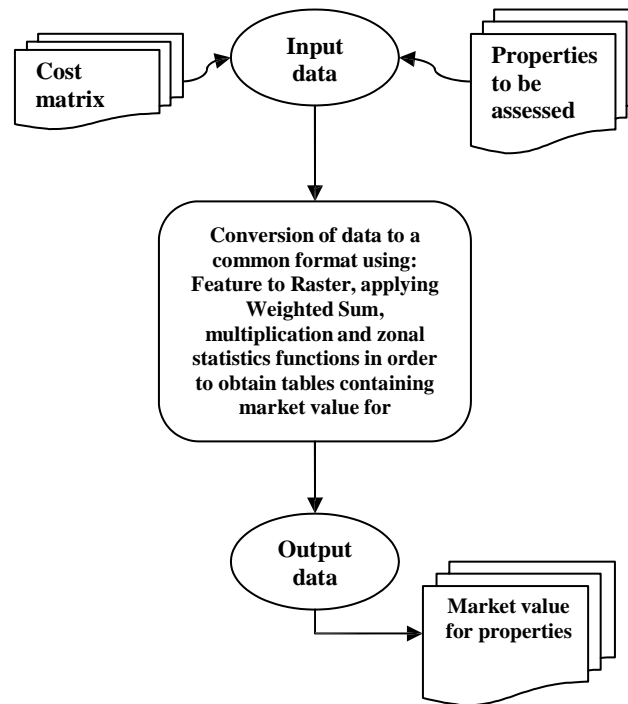 Cost
matrix
Input
data
Properties
to be
assessed
Conversion of data to a
common format using:
Feature to Raster, applying
Weighted Sum,
multiplication and zonal
statistics functions in order
to obtain tables containing
market value for
Output
data
Market value
for properties